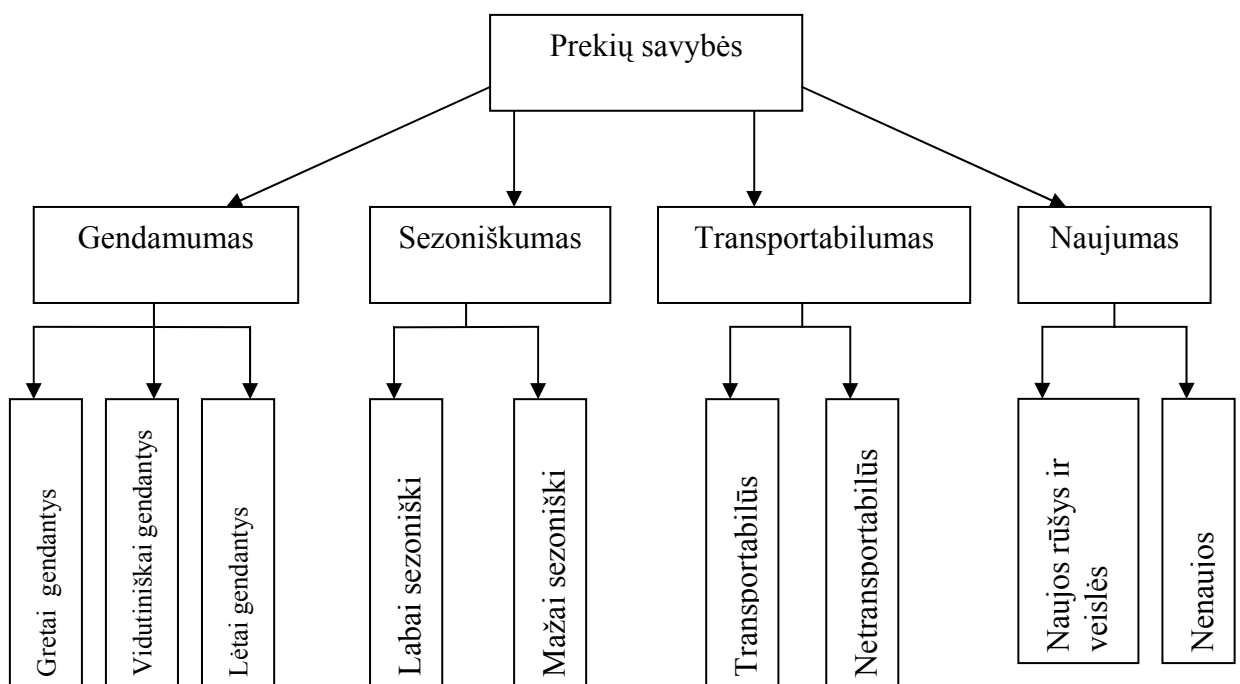 Prekių savybės
Gendamumas
Sezoniškumas
Transportabilumas
Naujumas
Gretai gendantys
Vidutiniškai gendantys
Lėtai gendantys
Labai sezoniški
Mažai sezoniški
Transportabilūs
Netransportabilūs
Naujos rūšys ir
veislės
Nenaujos